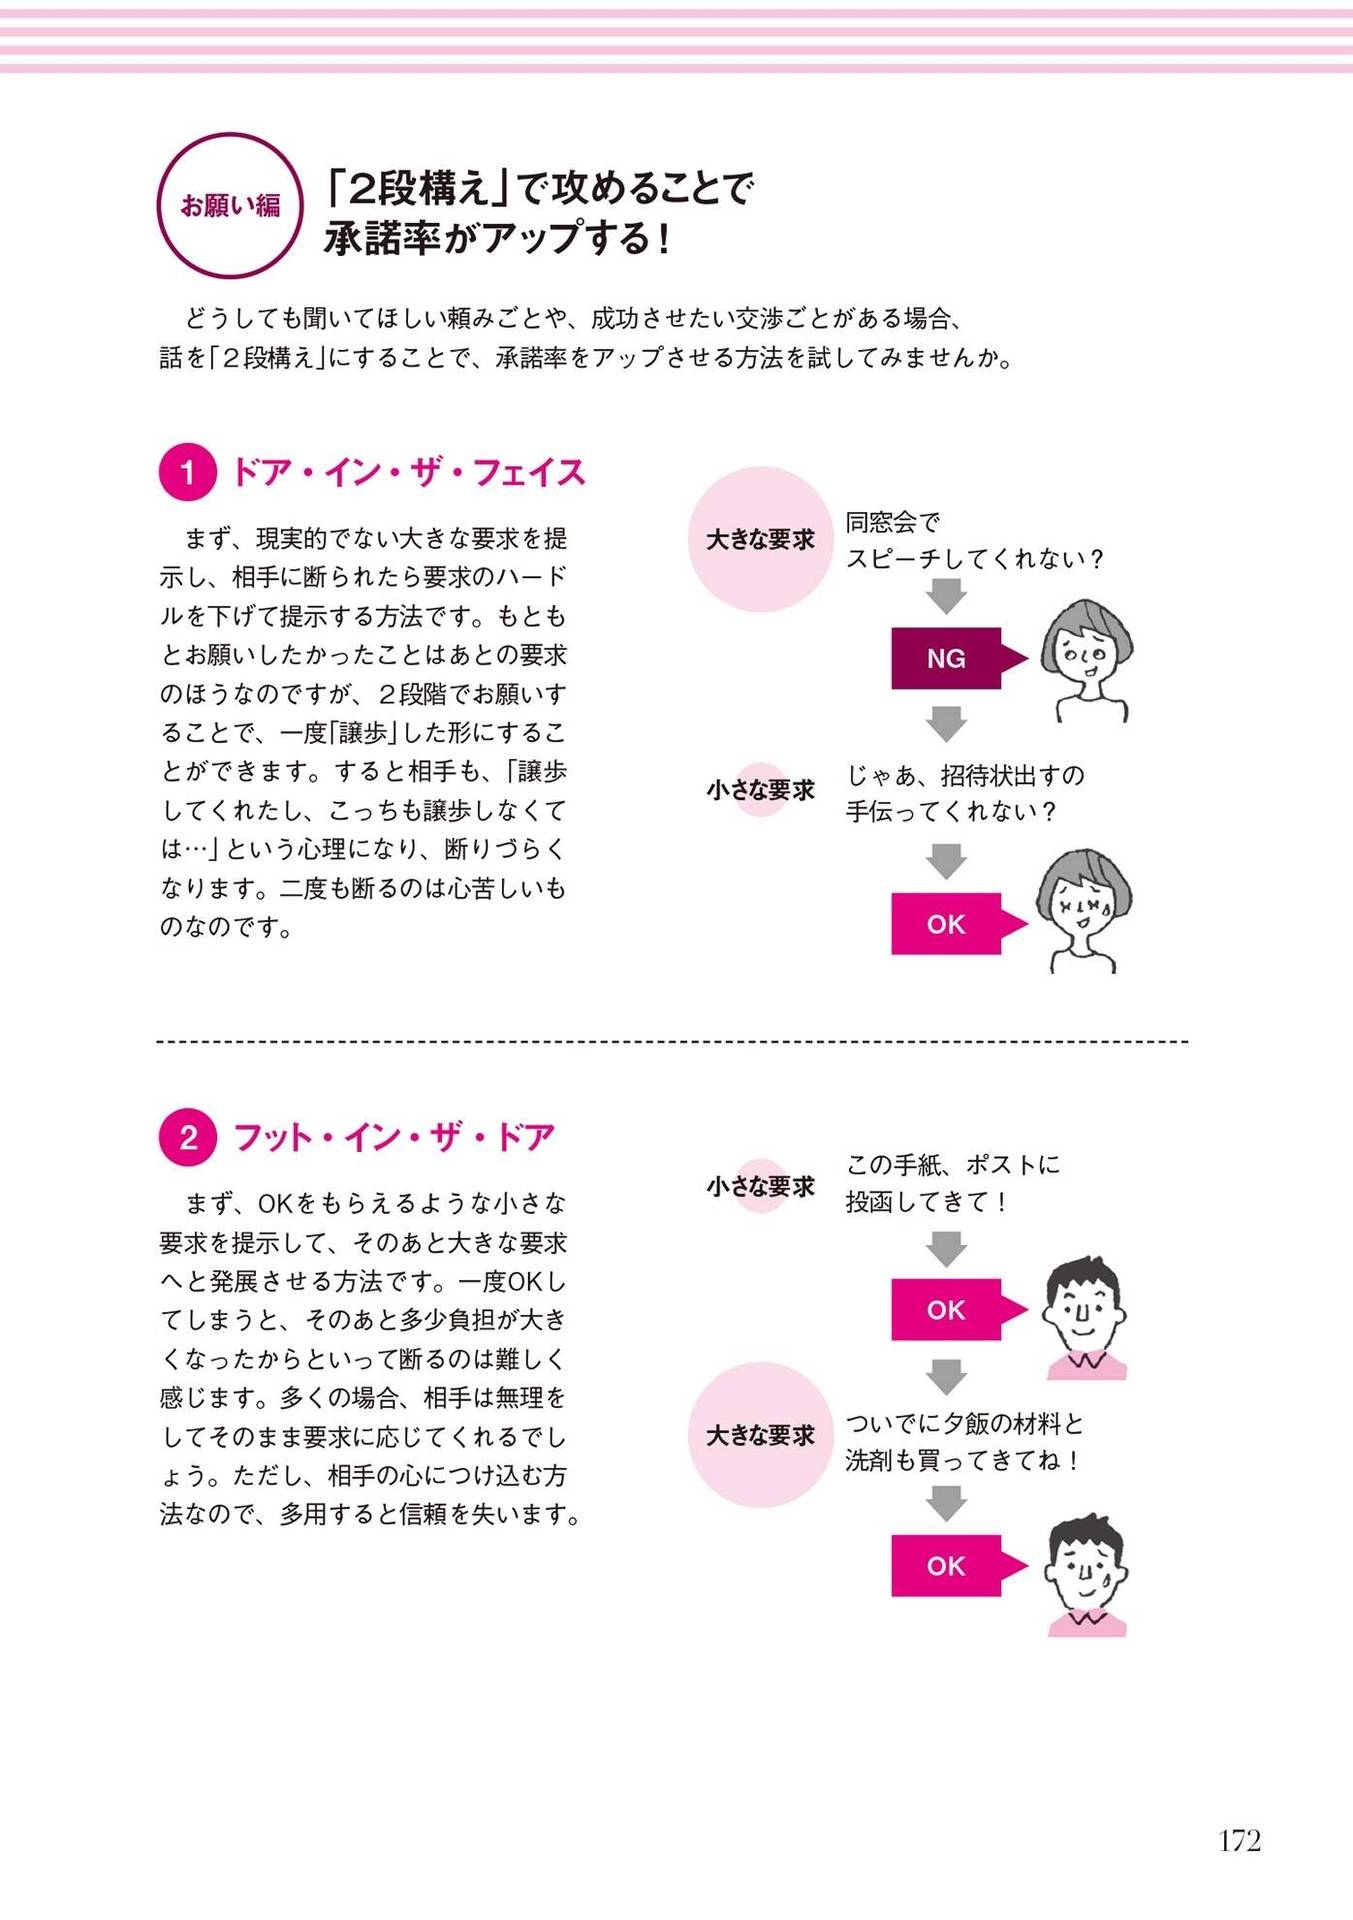 お願い編
「2段構え」で攻めることで
承諾率がアップする！
どうしても聞いてほしい頼みごとや、成功させたい交渉ごとがある場合、
話を「２段構え」にすることで、承諾率をアップさせる方法を試してみませんか。
1 ドア・イン・ザ・フェイス
まず、現実的でない大きな要求を提
示し、相手に断られたら要求のハード
ルを下げて提示する方法です。もとも
とお願いしたかったことはあとの要求
のほうなのですが、２段階でお願いす
ることで、一度「譲歩」した形にするこ
とができます。すると相手も、「譲歩
してくれたし、こっちも譲歩しなくて
は…」という心理になり、断りづらく
なります。二度も断るのは心苦しいも
のなのです。
大きな要求
同窓会で
スピーチしてくれない？
NG
小さな要求
じゃあ、招待状出すの
手伝ってくれない？
OK
2 フット・イン・ザ・ドア
まず、OKをもらえるような小さな
要求を提示して、そのあと大きな要求
へと発展させる方法です。一度OKし
てしまうと、そのあと多少負担が大き
くなったからといって断るのは難しく
感じます。多くの場合、相手は無理を
してそのまま要求に応じてくれるでし
ょう。ただし、相手の心につけ込む方
法なので、多用すると信頼を失います。
小さな要求
この手紙、ポストに
投函してきて！
OK
大きな要求
ついでに夕飯の材料と
洗剤も買ってきてね！
OK
172